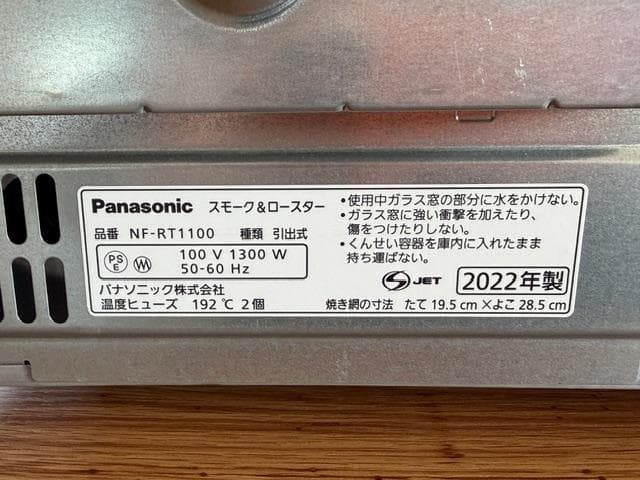 Panasonic スモーク&ロースター
品番 NF-RT1100 種類 引出式
PS E 100 V 1300 W
50-60 Hz
パナソニック株式会社
温度ヒューズ 192℃ 2個
・使用中ガラス窓の部分に水をかけない。
・ガラス窓に強い衝撃を加えたり、
傷をつけたりしない。
・くんせい容器を庫内に入れたまま
持ち運ばない。
S JET 2022年製
焼き網の寸法 たて 19.5 cm ×よこ 28.5 cm